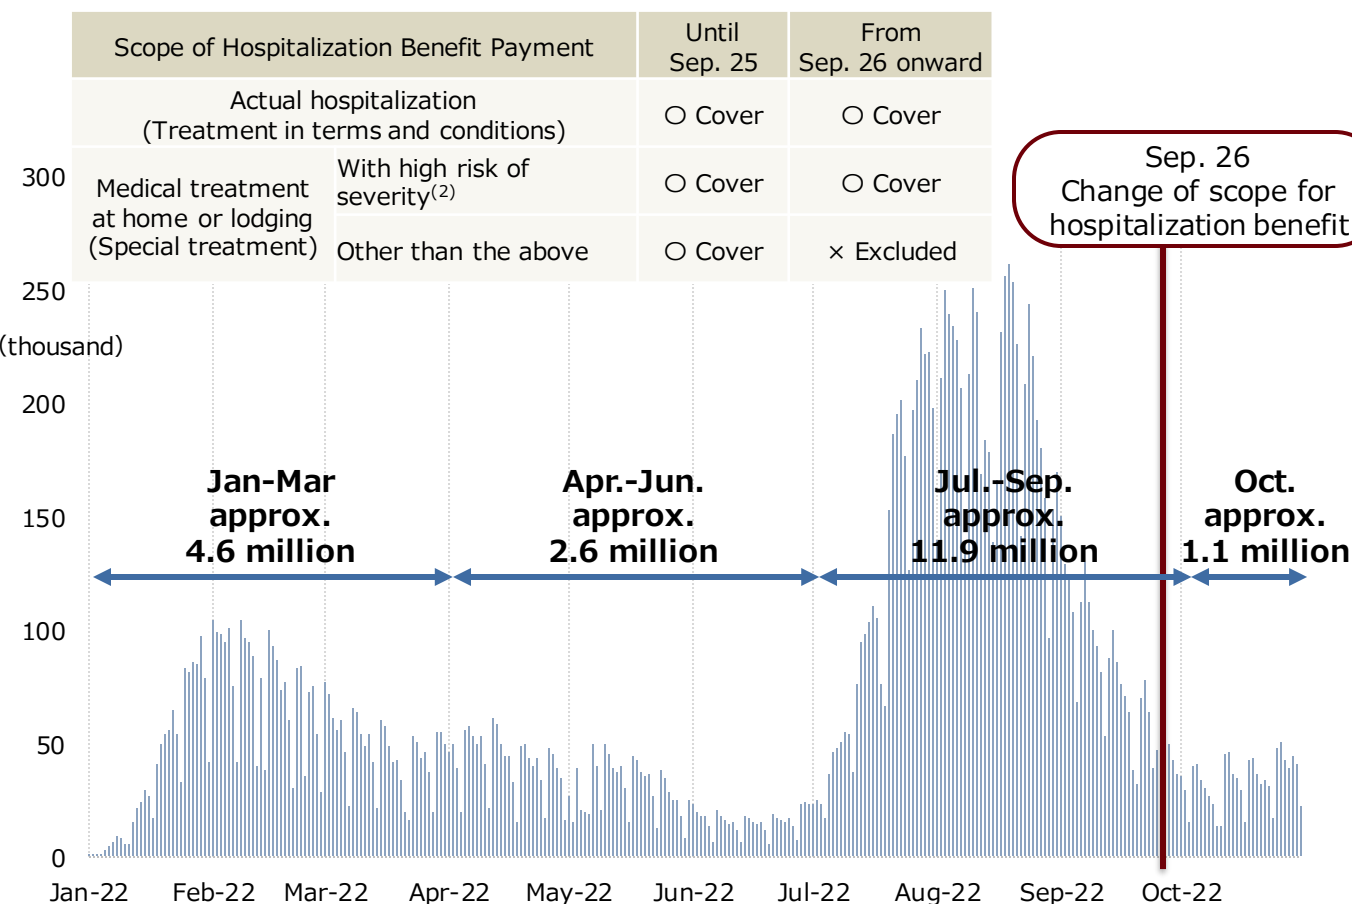 Scope of Hospitalization Benefit Payment
Until
Sep. 25
From
Sep. 26 onward
Actual hospitalization
(Treatment in terms and conditions)
○ Cover
○ Cover
Medical treatment
at home or lodging
(Special treatment)
With high risk of
severity(2)
○ Cover
○ Cover
Other than the above
○ Cover
× Excluded
Sep. 26
Change of scope for
hospitalization benefit
300
250
(thousand)
200
150
100
50
0
Jan-Mar
approx.
4.6 million
Apr.-Jun.
approx.
2.6 million
Jul.-Sep.
approx.
11.9 million
Oct.
approx.
1.1 million
Jan-22
Feb-22
Mar-22
Apr-22
May-22
Jun-22
Jul-22
Aug-22
Sep-22
Oct-22